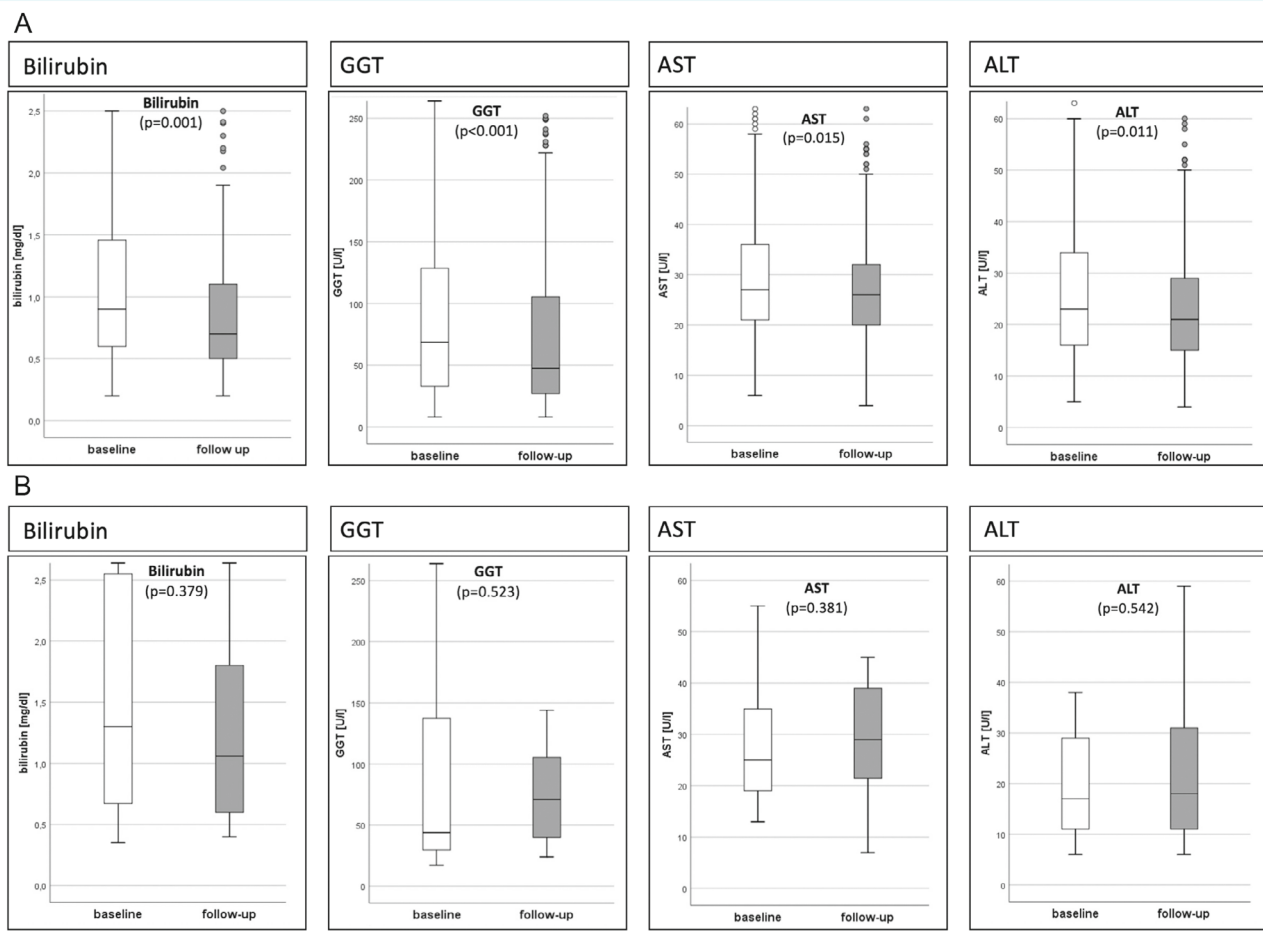 A
Bilirubin
GGT
AST
ALT
Bilirubin
(p=0.001)
bilirubin [mg/dl]
2,5
2,0
1,5
1,0
0,5
0,0
baseline
follow up
GGT
(p<0.001)
GGT [U/l]
250
200
150
100
50
0
baseline
follow-up
AST
(p=0.015)
AST [U/l]
60
50
40
30
20
10
0
baseline
follow-up
ALT
(p=0.011)
ALT [U/l]
60
50
40
30
20
10
0
baseline
follow-up
B
Bilirubin
GGT
AST
ALT
Bilirubin
(p=0.379)
bilirubin [mg/dl]
2,5
2,0
1,5
1,0
0,5
0,0
baseline
follow-up
GGT
(p=0.523)
GGT [U/l]
250
200
150
100
50
0
baseline
follow-up
AST
(p=0.381)
AST [U/l]
60
50
40
30
20
10
0
baseline
follow-up
ALT
(p=0.542)
ALT [U/l]
60
50
40
30
20
10
0
baseline
follow-up